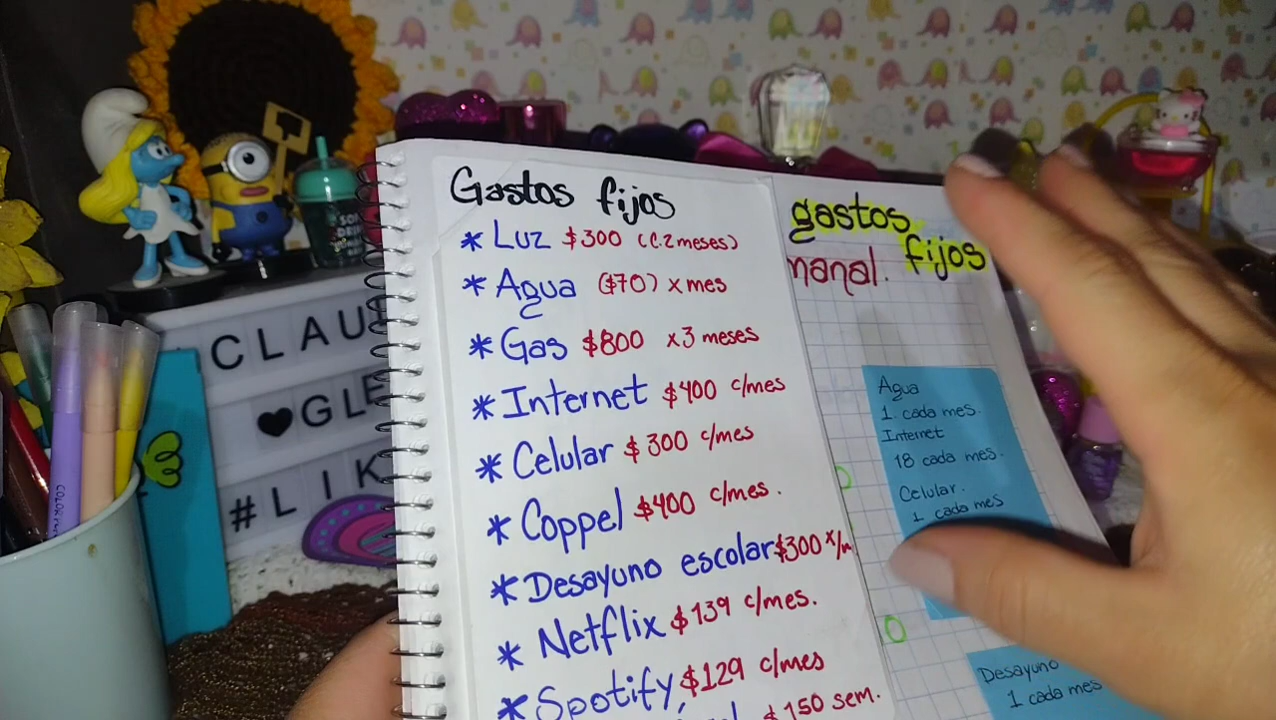 Gastos fijos
* Luz $300 (c.2 meses)
* Agua ($70) x mes
* Gas $800 x3 meses
* Internet $400 c/mes
* Celular $300 c/mes
* Coppel $400 c/mes.
* Desayuno escolar $300 x/m
* Netflix $139 c/mes.
* Spotify, $129 c/mes
$150 sem.
gastos
fijos
manal.
Agua
1 cada mes.
Internet
18 cada mes.
Celular.
1 cada mes
Desayuno
1 cada mes
CLAU
♥GLE
#LIK
COLOR